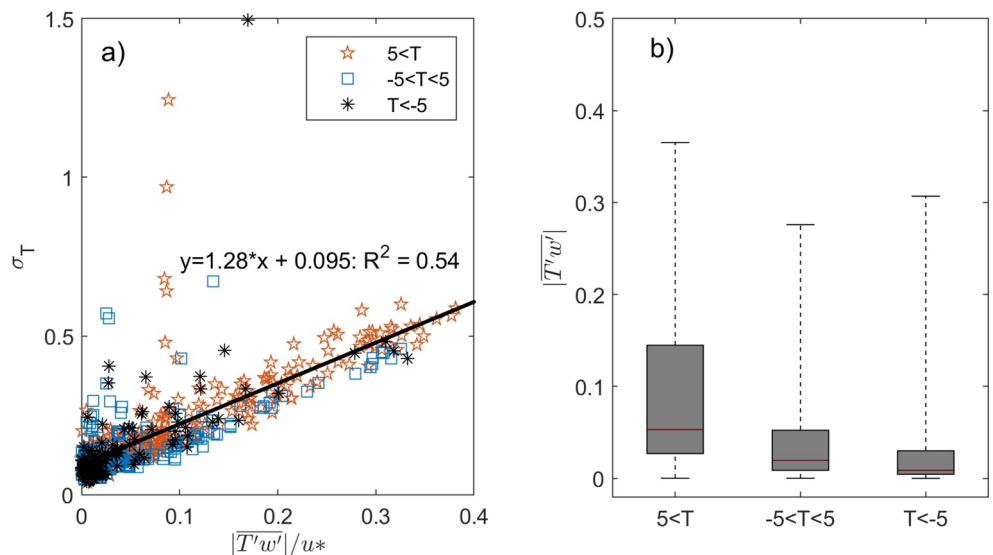 a)
5<T
-5<T<5
T<-5
1.5
1
0.5
0
σ_T
y=1.28*x + 0.095: R² = 0.54
0 0.1 0.2 0.3 0.4
|T'w'|/u*
b)
0.5
0.4
0.3
0.2
0.1
0
|T'w'|
5<T -5<T<5 T<-5